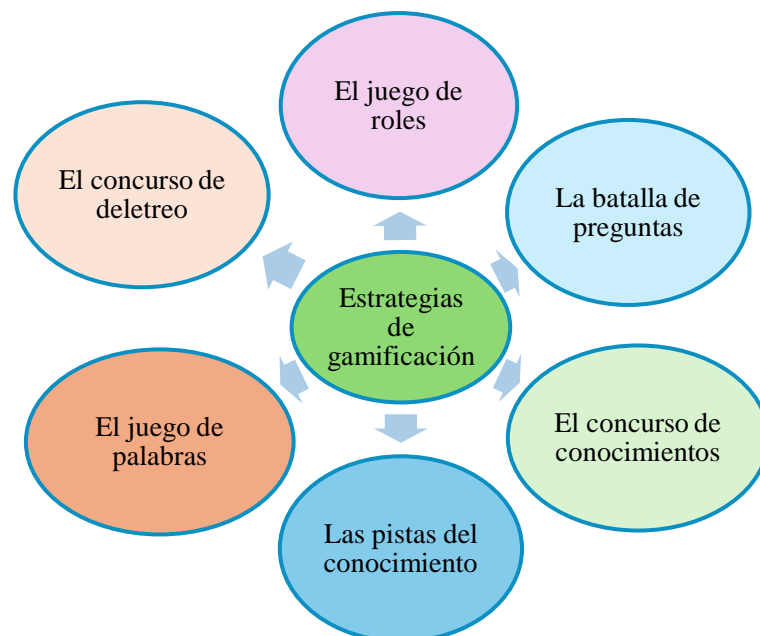 El juego de
roles
El concurso de
deletreo
La batalla de
preguntas
Estrategias
de
gamificación
El juego de
palabras
El concurso de
conocimientos
Las pistas del
conocimiento